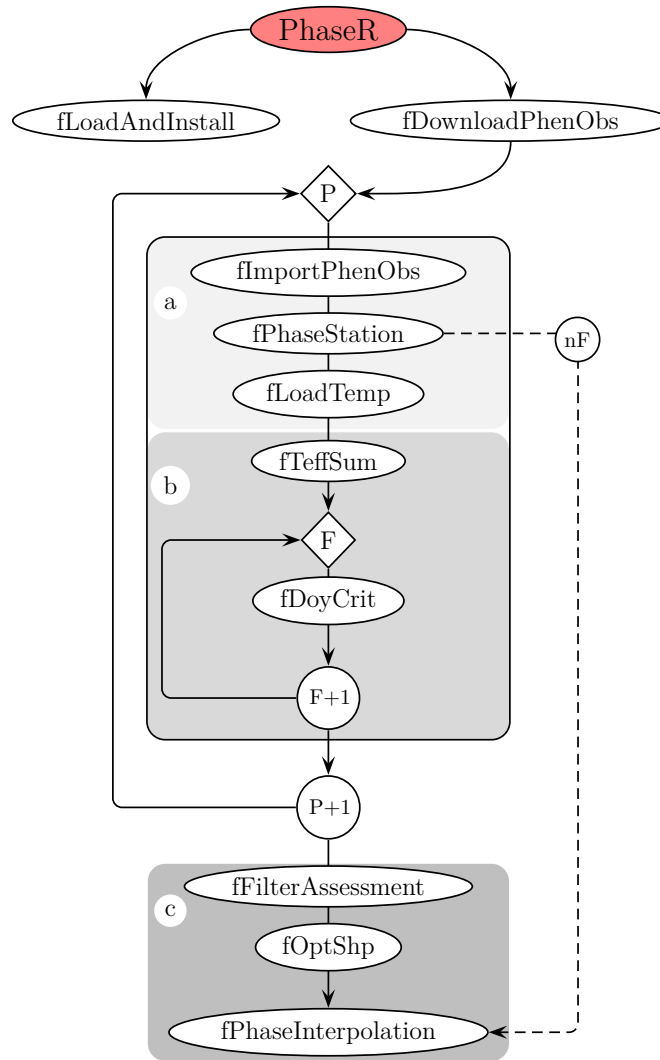 PhaseR
fLoadAndInstall
fDownloadPhenObs
P
fImportPhenObs
a
fPhaseStation
nF
fLoadTemp
fTeffSum
b
F
fDoyCrit
F+1
P+1
fFilterAssessment
c
fOptShp
fPhaseInterpolation